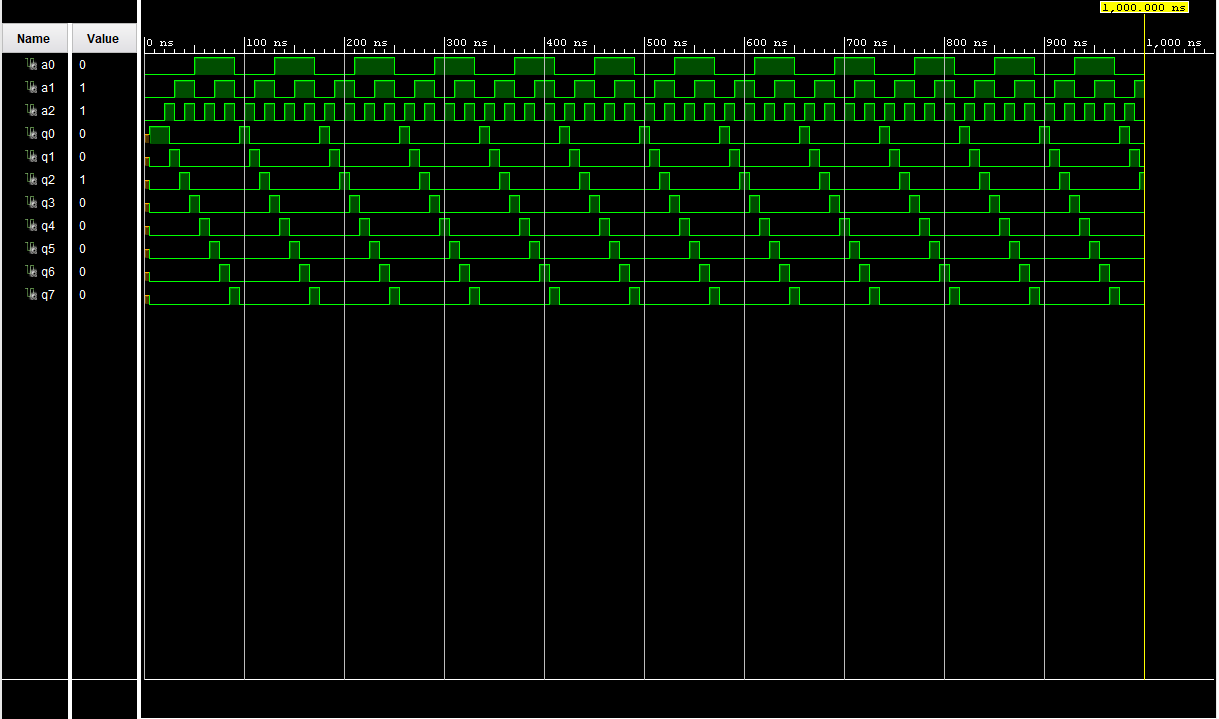 1,000.000 ns
Name Value
0 ns 100 ns 200 ns 300 ns 400 ns 500 ns 600 ns 700 ns 800 ns 900 ns 1,000 ns
a0 0
a1 1
a2 1
q0 0
q1 0
q2 1
q3 0
q4 0
q5 0
q6 0
q7 0